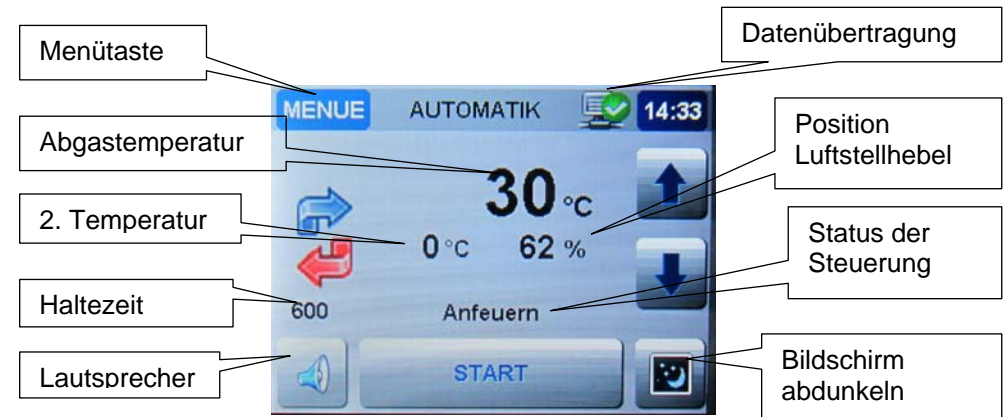 Menütaste
Datenübertragung
MENUE AUTOMATIK 14:33
Abgastemperatur
Position
Luftstellhebel
30 °C
2. Temperatur
0 °C 62 %
Status der
Steuerung
Haltezeit
600 Anfeuern
Lautsprecher
START
Bildschirm
abdunkeln